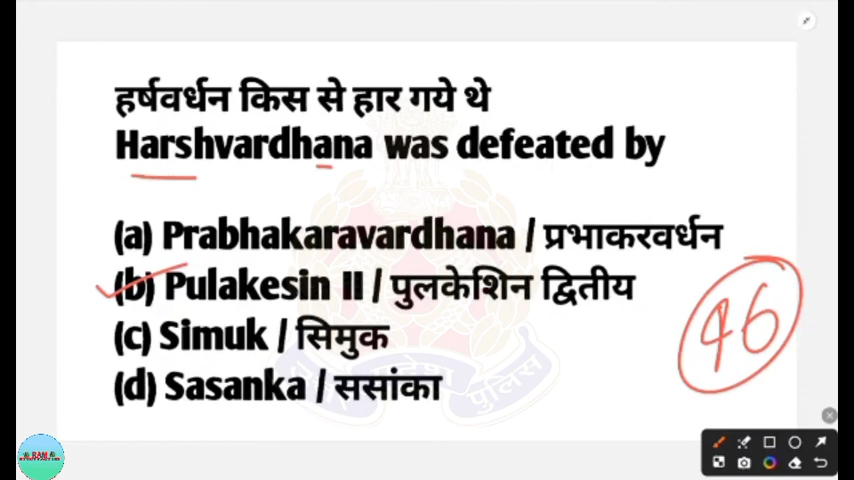 हर्षवर्धन किस से हार गये थे
Harshvardhana was defeated by
(a) Prabhakaravardhana / प्रभाकरवर्धन
(b) Pulakesin II / पुलकेशिन द्वितीय
(c) Simuk / सिमुक
(d) Sasanka / ससांका
46
RAM